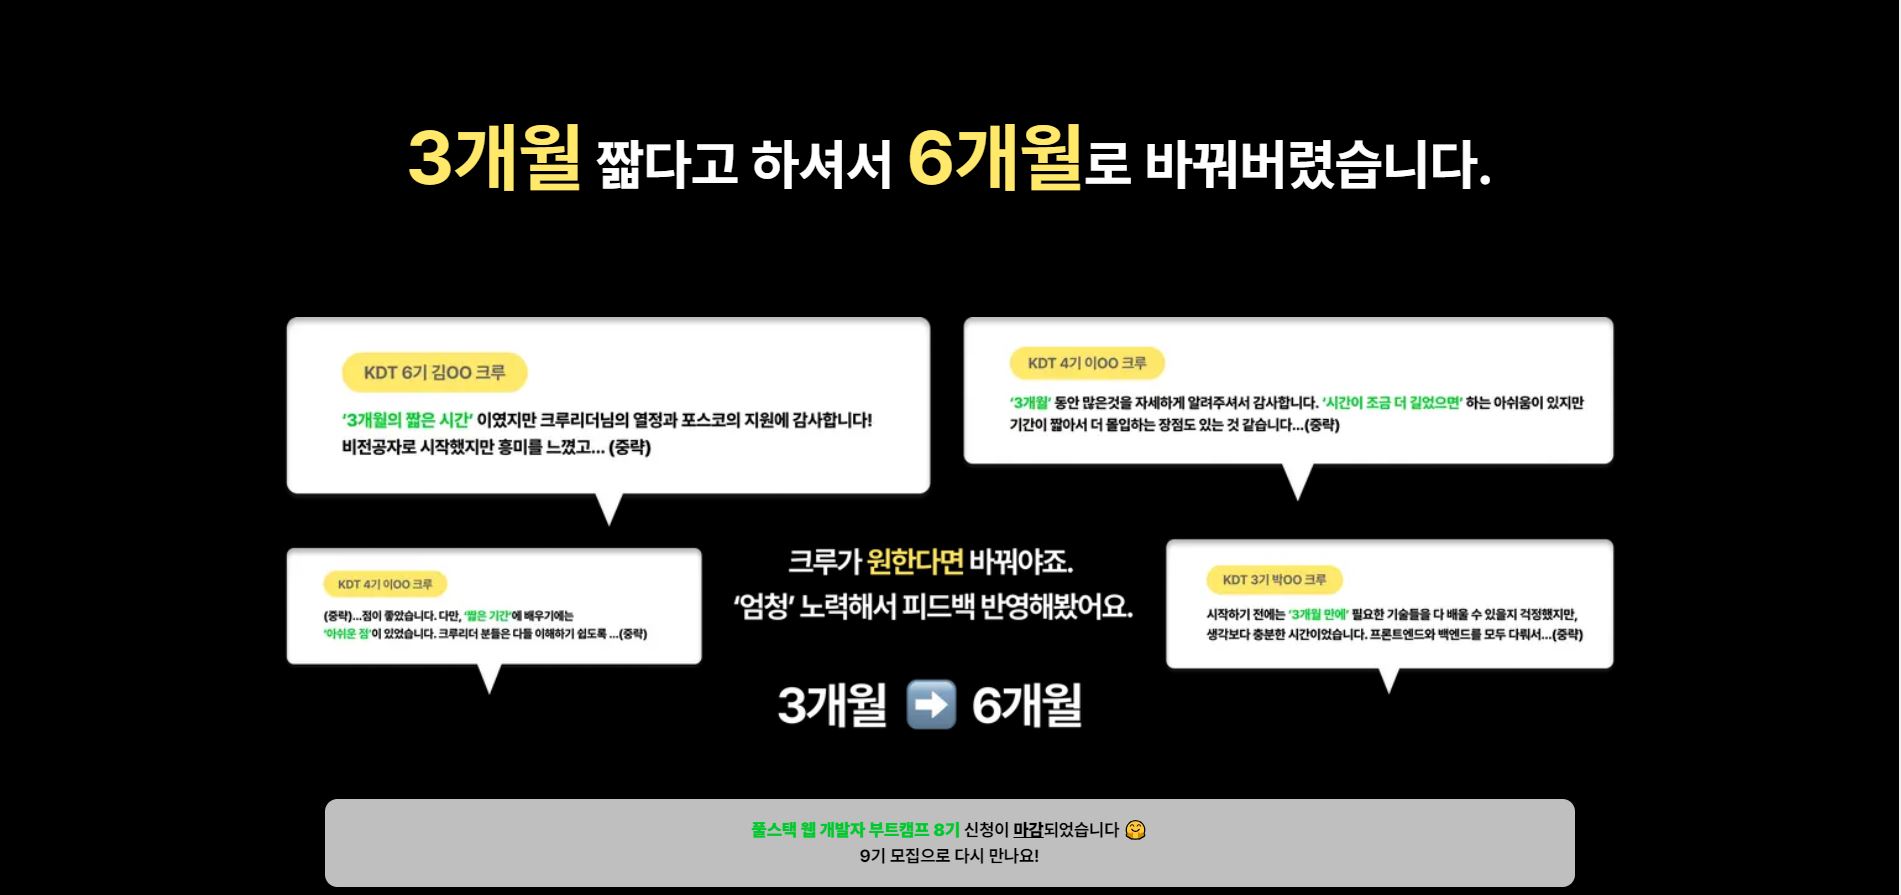 3개월 짧다고 하셔서 6개월로 바꿔버렸습니다.
KDT 6기 김OO 크루
‘3개월의 짧은 시간’ 이였지만 크루리더님의 열정과 포스코의 지원에 감사합니다!
비전공자로 시작했지만 흥미를 느꼈고... (중략)
KDT 4기 이OO 크루
‘3개월’ 동안 많은것을 자세하게 알려주셔서 감사합니다. ‘시간이 조금 더 길었으면’ 하는 아쉬움이 있지만
기간이 짧아서 더 몰입하는 장점도 있는 것 같습니다...(중략)
KDT 4기 이OO 크루
(중략)...점이 좋았습니다. 다만, ‘짧은 기간’에 배우기에는
‘아쉬운 점’이 있었습니다. 크루리더 분들은 다들 이해하기 쉽도록 ...(중략)
크루가 원한다면 바꿔야죠.
‘엄청’ 노력해서 피드백 반영해봤어요.
3개월 ➡ 6개월
KDT 3기 박OO 크루
시작하기 전에는 ‘3개월 만에’ 필요한 기술들을 다 배울 수 있을지 걱정했지만,
생각보다 충분한 시간이었습니다. 프론트엔드와 백엔드를 모두 다뤄서...(중략)
풀스택 웹 개발자 부트캠프 8기 신청이 마감되었습니다 🤗
9기 모집으로 다시 만나요!